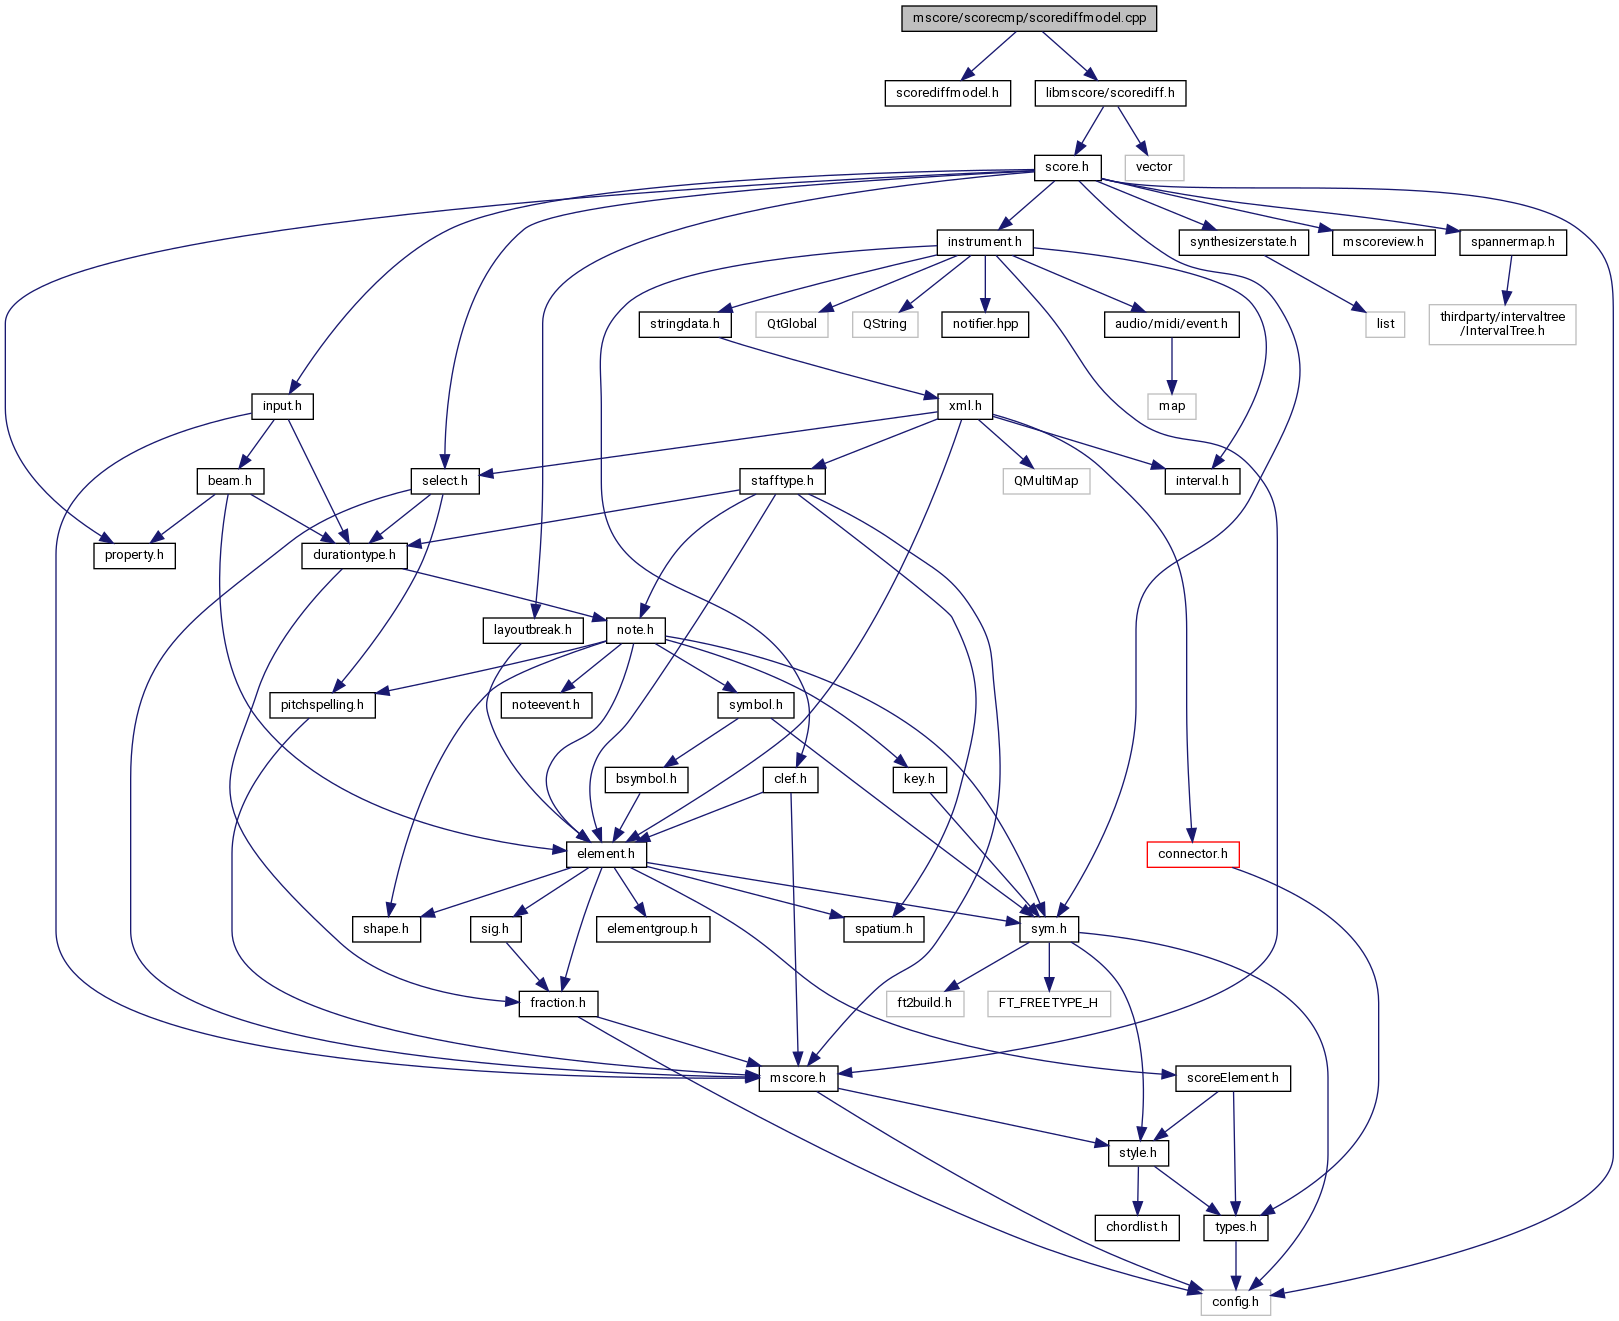 mscore/scorecmp/scorediffmodel.cpp
scorediffmodel.h
libmscore/scorediff.h
score.h
vector
instrument.h
synthesizerstate.h
mscoreview.h
spannermap.h
stringdata.h
QtGlobal
QString
notifier.hpp
audio/midi/event.h
list
thirdparty/intervaltree
/IntervalTree.h
input.h
xml.h
map
beam.h
select.h
stafftype.h
QMultiMap
interval.h
property.h
durationtype.h
layoutbreak.h
note.h
pitchspelling.h
noteevent.h
symbol.h
bsymbol.h
clef.h
key.h
element.h
connector.h
shape.h
sig.h
elementgroup.h
spatium.h
sym.h
fraction.h
ft2build.h
FT_FREETYPE_H
mscore.h
scoreElement.h
style.h
chordlist.h
types.h
config.h